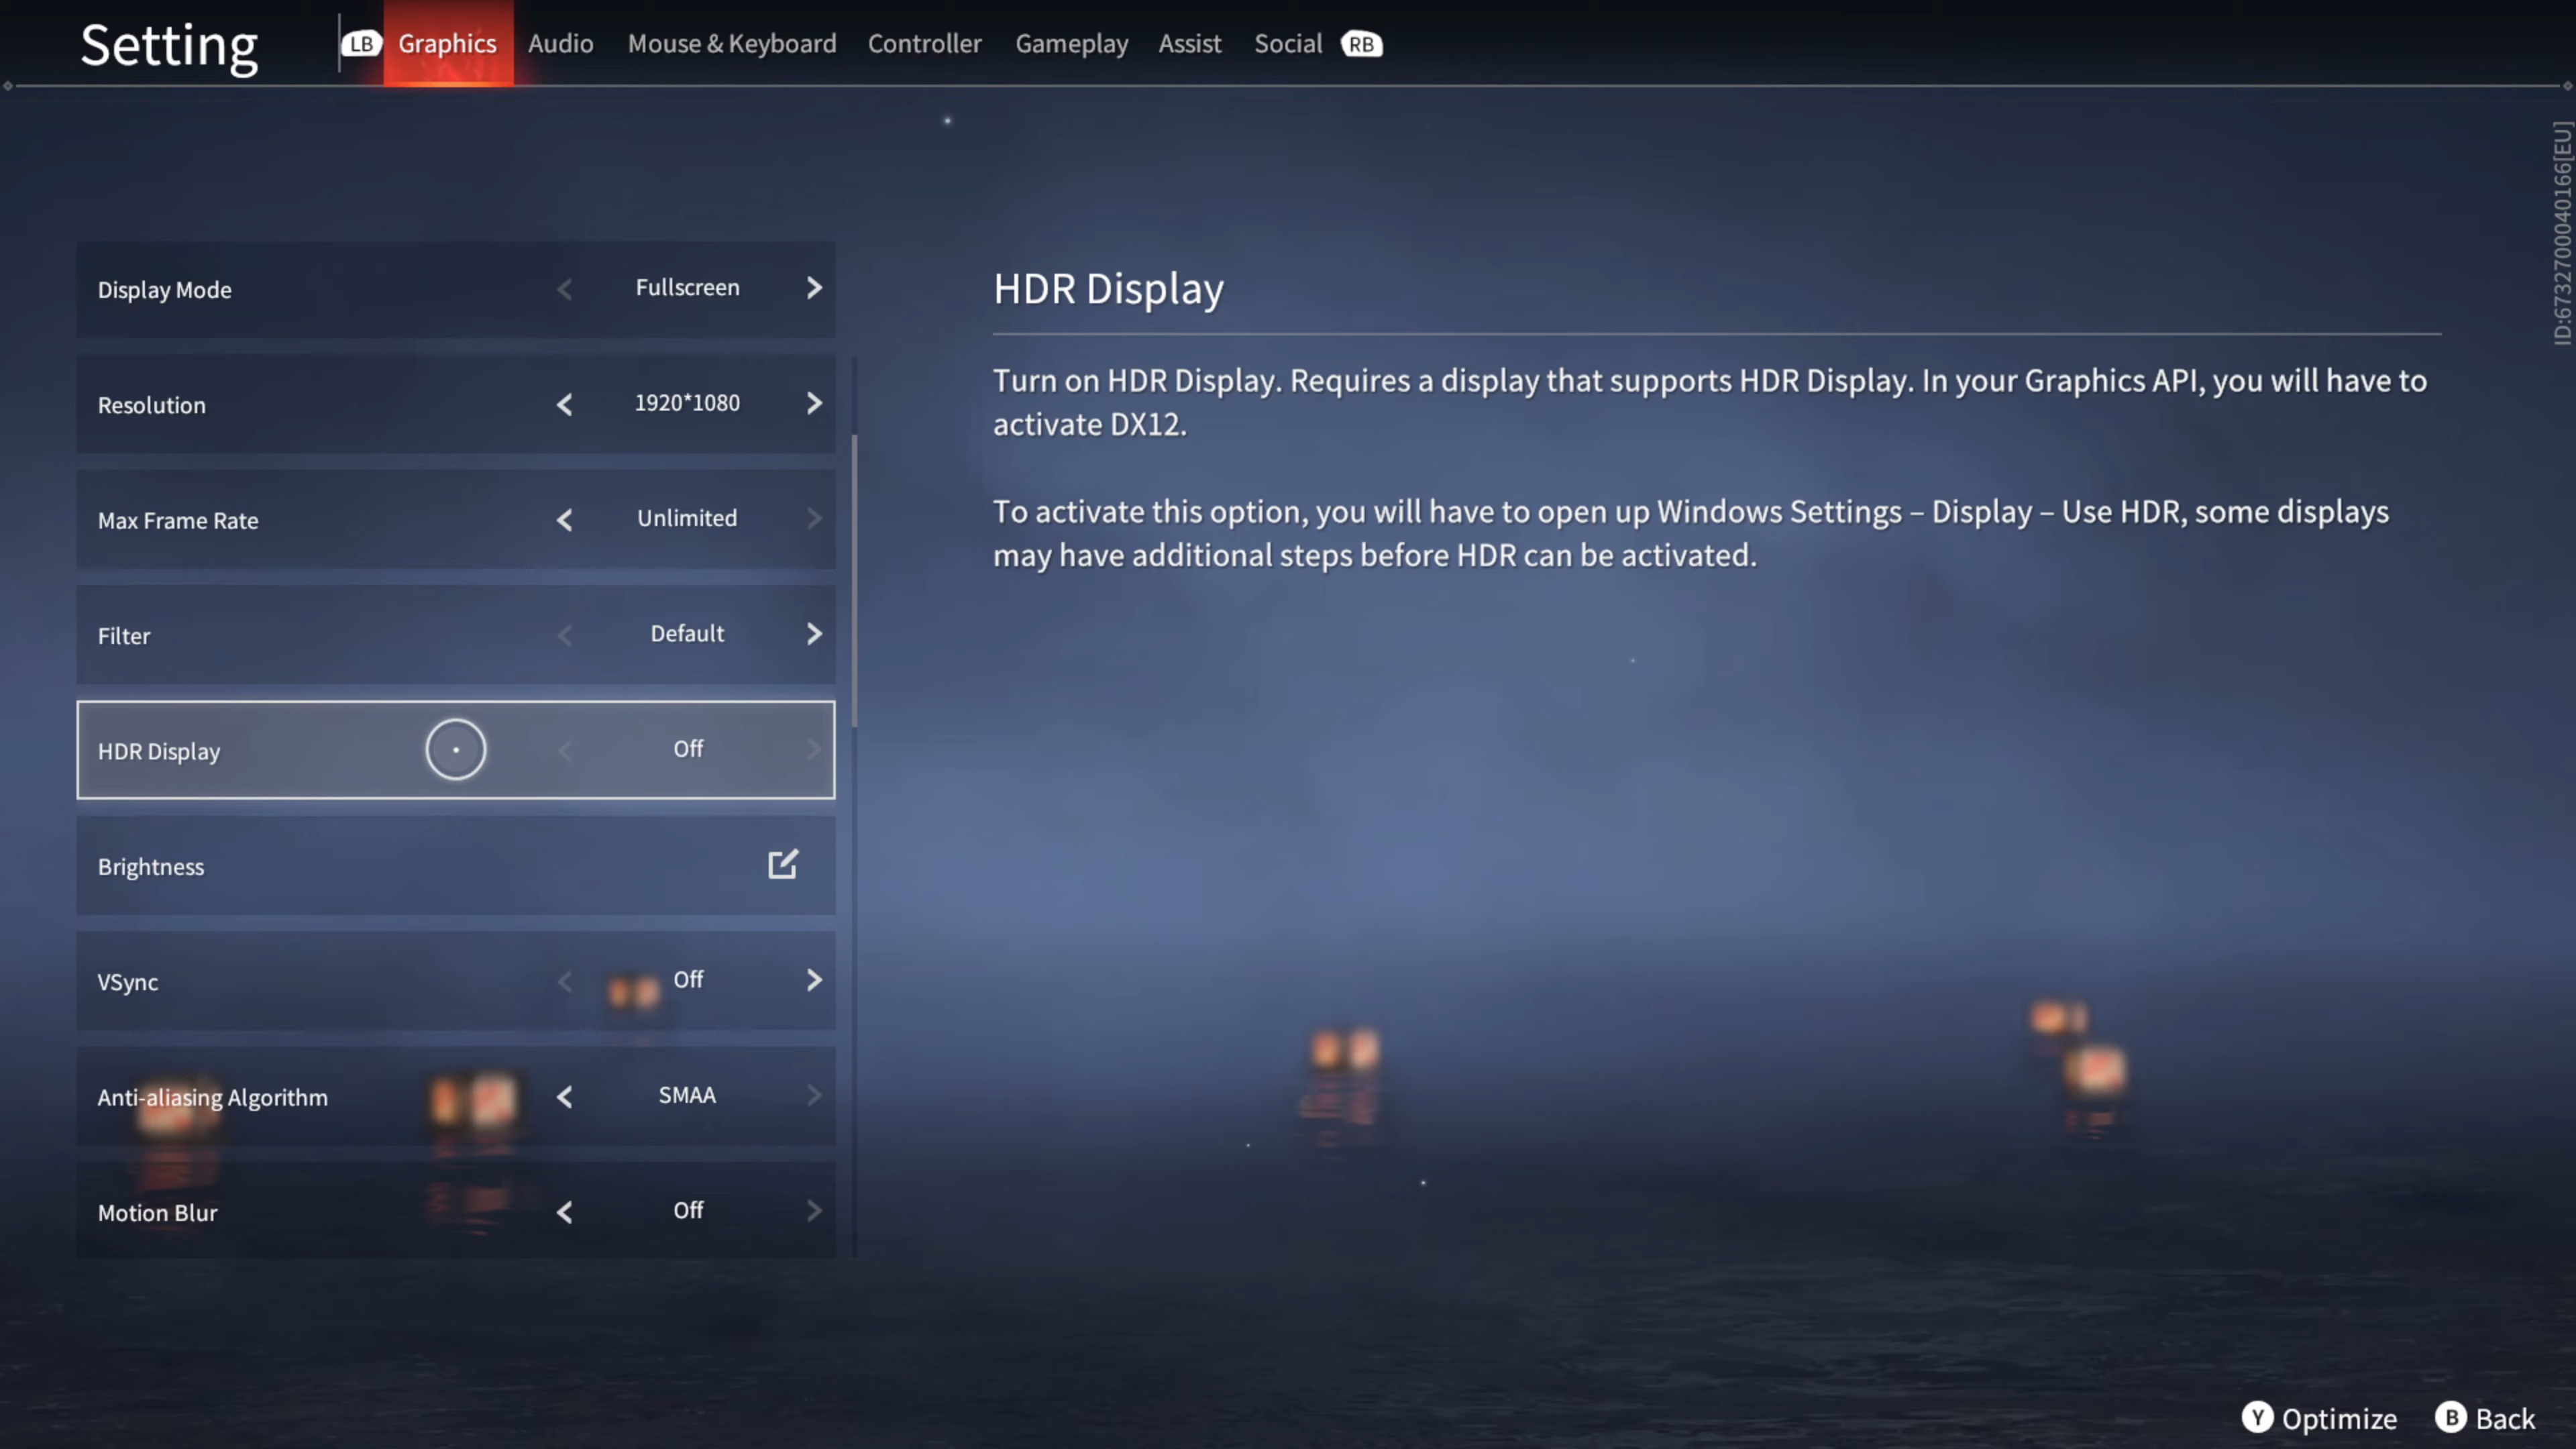 Setting
LB Graphics Audio Mouse & Keyboard Controller Gameplay Assist Social RB
ID:6732700040166[EU]
Display Mode Fullscreen
Resolution 1920*1080
Max Frame Rate Unlimited
Filter Default
HDR Display Off
Brightness
VSync Off
Anti-aliasing Algorithm SMAA
Motion Blur Off
HDR Display
Turn on HDR Display. Requires a display that supports HDR Display. In your Graphics API, you will have to
activate DX12.
To activate this option, you will have to open up Windows Settings – Display – Use HDR, some displays
may have additional steps before HDR can be activated.
Y Optimize B Back